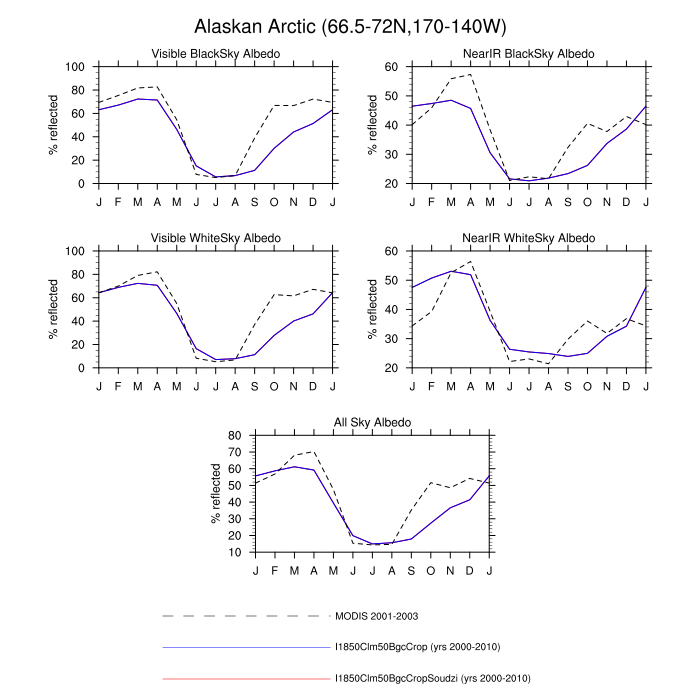 Alaskan Arctic (66.5-72N,170-140W)
Visible BlackSky Albedo
% reflected
100
80
60
40
20
0
J F M A M J J A S O N D J
NearIR BlackSky Albedo
% reflected
60
50
40
30
20
J F M A M J J A S O N D J
Visible WhiteSky Albedo
% reflected
100
80
60
40
20
0
J F M A M J J A S O N D J
NearIR WhiteSky Albedo
% reflected
60
50
40
30
20
J F M A M J J A S O N D J
All Sky Albedo
% reflected
80
70
60
50
40
30
20
10
J F M A M J J A S O N D J
MODIS 2001-2003
I1850Clm50BgcCrop (yrs 2000-2010)
I1850Clm50BgcCropSoudzi (yrs 2000-2010)